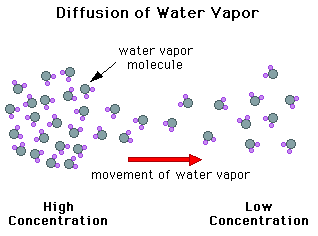 Diffusion of Water Vapor
water vapor
molecule
movement of water vapor
High
Concentration
Low
Concentration